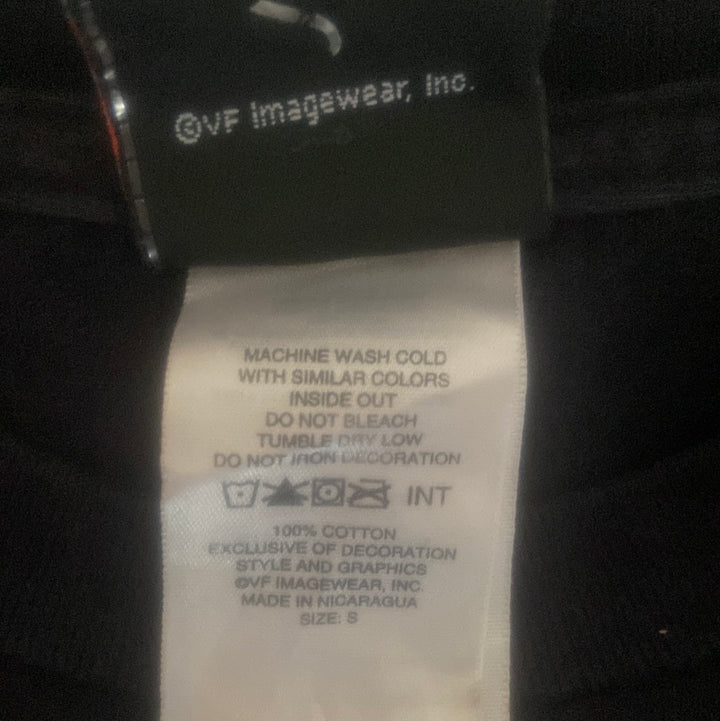 ©VF Imagewear, Inc.
MACHINE WASH COLD
WITH SIMILAR COLORS
INSIDE OUT
DO NOT BLEACH
TUMBLE DRY LOW
DO NOT IRON DECORATION
INT
100% COTTON
EXCLUSIVE OF DECORATION
STYLE AND GRAPHICS
©VF IMAGEWEAR, INC
MADE IN NICARAGUA
SIZE: S